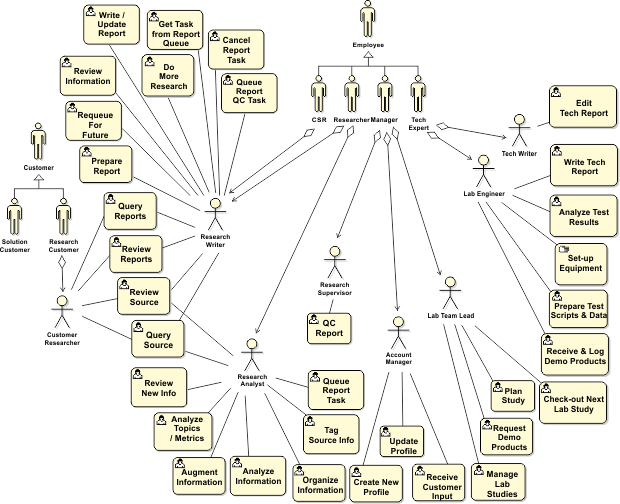 Write /
Update
Report
Get Task
from Report
Queue
Cancel
Report
Task
Employee
Review
Information
Do
More
Research
Queue
Report
QC Task
CSR
Researcher
Manager
Tech
Expert
Edit
Tech Report
Requeue
For
Future
Tech Writer
Customer
Prepare
Report
Write Tech
Report
Lab Engineer
Query
Reports
Analyze Test
Results
Solution
Customer
Research
Customer
Research
Writer
Review
Reports
Set-up
Equipment
Research
Supervisor
Review
Source
Prepare Test
Scripts & Data
Lab Team Lead
QC
Report
Customer
Researcher
Query
Source
Receive & Log
Demo Products
Account
Manager
Research
Analyst
Review
New Info
Queue
Report
Task
Plan
Study
Check-out Next
Lab Study
Analyze
Topics
/ Metrics
Tag
Source Info
Update
Profile
Request
Demo
Products
Augment
Information
Analyze
Information
Organize
Information
Create New
Profile
Receive
Customer
Input
Manage
Lab
Studies